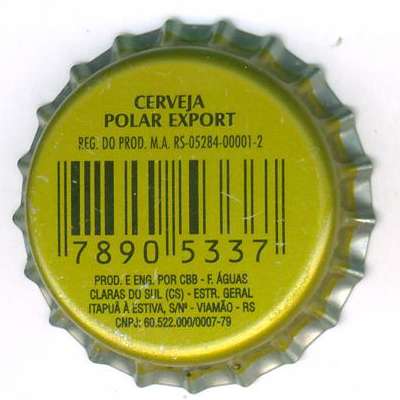 CERVEJA
POLAR EXPORT
REG. DO PROD. M.A. RS-05284-00001-2
7890 5337
PROD. E ENG. POR CBB - F. ÁGUAS
CLARAS DO SUL (CS) - ESTR. GERAL
ITAPUÃ À ESTIVA, S/Nº - VIAMÃO - RS
CNPJ: 60.522.000/0007-79